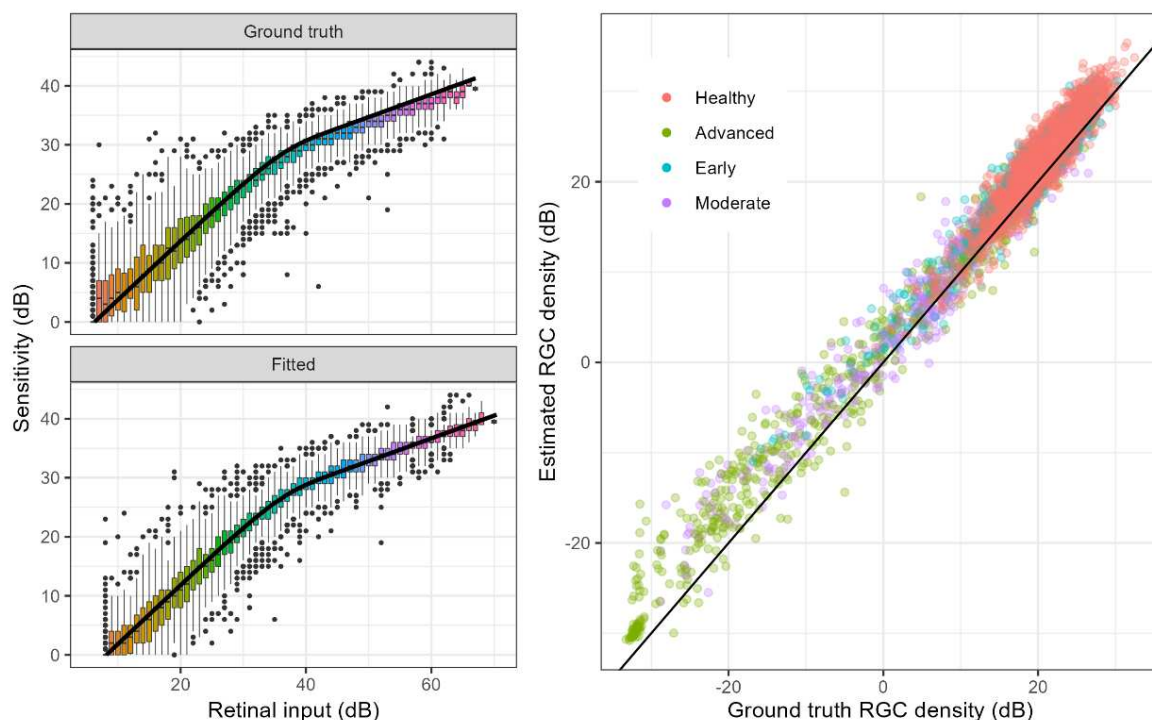 Ground truth
40
30
20
10
0
Fitted
40
30
20
10
0
Sensitivity (dB)
20
40
60
Retinal input (dB)
Healthy
Advanced
Early
Moderate
20
0
-20
Estimated RGC density (dB)
-20
0
20
Ground truth RGC density (dB)